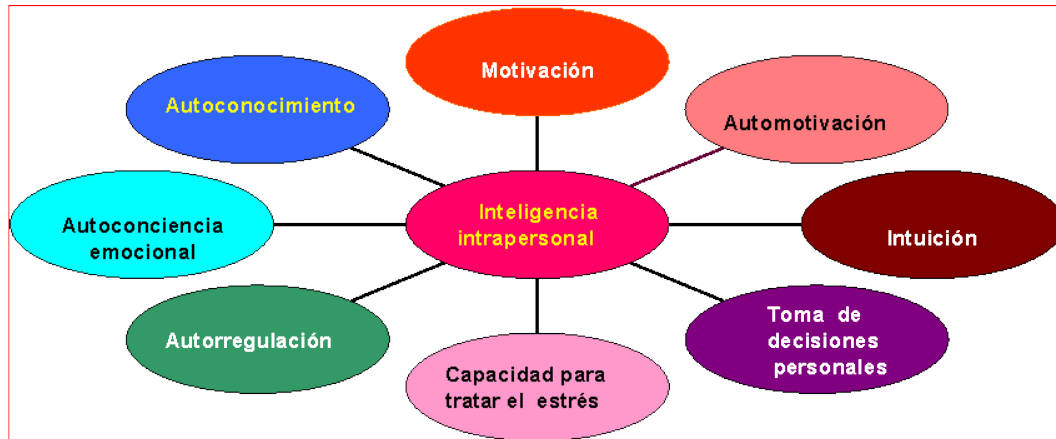 Motivación
Autoconocimiento
Automotivación
Autoconciencia
emocional
Inteligencia
intrapersonal
Intuición
Autorregulación
Capacidad para
tratar el estrés
Toma de
decisiones
personales